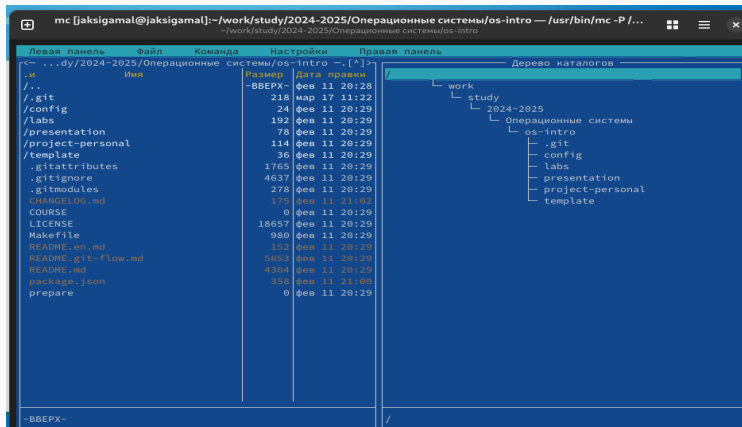 mc [jaksigamal@jaksigamal]:~/work/study/2024-2025/Операционные системы/os-intro — /usr/bin/mc -P /...
~/work/study/2024-2025/Операционные системы/os-intro
Левая панель Файл Команда Настройки Правая панель
<— ...dy/2024-2025/Операционные системы/os-intro —.[^]>
Дерево каталогов
.и Имя Размер Дата правки
/
/.. -ВВЕРХ- фев 11 20:28
/.git 218 мар 17 11:22
/config 24 фев 11 20:29
/labs 192 фев 11 20:29
/presentation 78 фев 11 20:29
/project-personal 114 фев 11 20:29
/template 36 фев 11 20:29
.gitattributes 1765 фев 11 20:29
.gitignore 4637 фев 11 20:29
.gitmodules 278 фев 11 20:29
CHANGELOG.md 175 фев 11 21:02
COURSE 0 фев 11 20:29
LICENSE 18657 фев 11 20:29
Makefile 980 фев 11 20:29
README.en.md 152 фев 11 20:29
README.git-flow.md 5653 фев 11 20:29
README.md 4304 фев 11 20:29
package.json 358 фев 11 21:00
prepare 0 фев 11 20:29
-ВВЕРХ-
work
study
2024-2025
Операционные системы
os-intro
.git
config
labs
presentation
project-personal
template
/